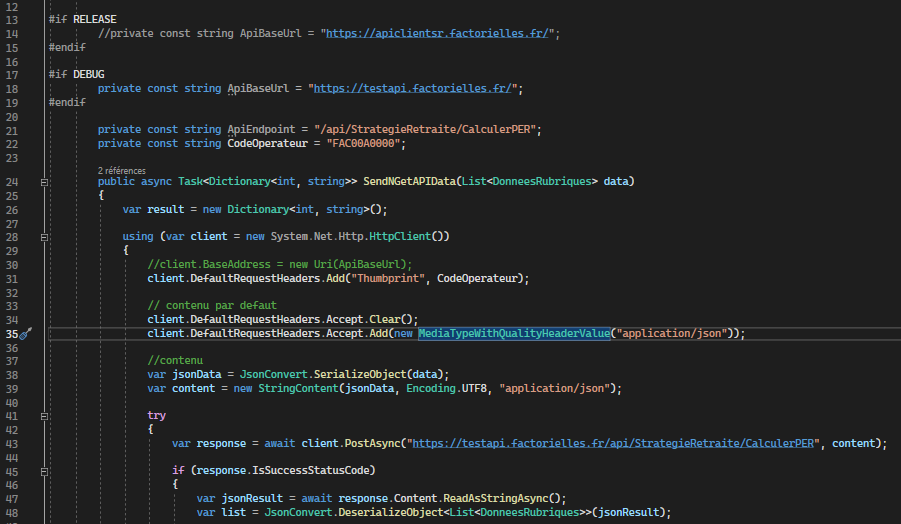 12
13 #if RELEASE
14 //private const string ApiBaseUrl = "https://apiclientsr.factorielles.fr/";
15 #endif
16
17 #if DEBUG
18 private const string ApiBaseUrl = "https://testapi.factorielles.fr/";
19 #endif
20
21 private const string ApiEndpoint = "/api/StrategieRetraite/CalculerPER";
22 private const string CodeOperateur = "FAC00A0000";
23
2 références
24 public async Task<Dictionary<int, string>> SendNGetAPIData(List<DonneesRubriques> data)
25 {
26 var result = new Dictionary<int, string>();
27
28 using (var client = new System.Net.Http.HttpClient())
29 {
30 //client.BaseAddress = new Uri(ApiBaseUrl);
31 client.DefaultRequestHeaders.Add("Thumbprint", CodeOperateur);
32
33 // contenu par defaut
34 client.DefaultRequestHeaders.Accept.Clear();
35 client.DefaultRequestHeaders.Accept.Add(new MediaTypeWithQualityHeaderValue("application/json"));
36
37 //contenu
38 var jsonData = JsonConvert.SerializeObject(data);
39 var content = new StringContent(jsonData, Encoding.UTF8, "application/json");
40
41 try
42 {
43 var response = await client.PostAsync("https://testapi.factorielles.fr/api/StrategieRetraite/CalculerPER", content);
44
45 if (response.IsSuccessStatusCode)
46 {
47 var jsonResult = await response.Content.ReadAsStringAsync();
48 var list = JsonConvert.DeserializeObject<List<DonneesRubriques>>(jsonResult);